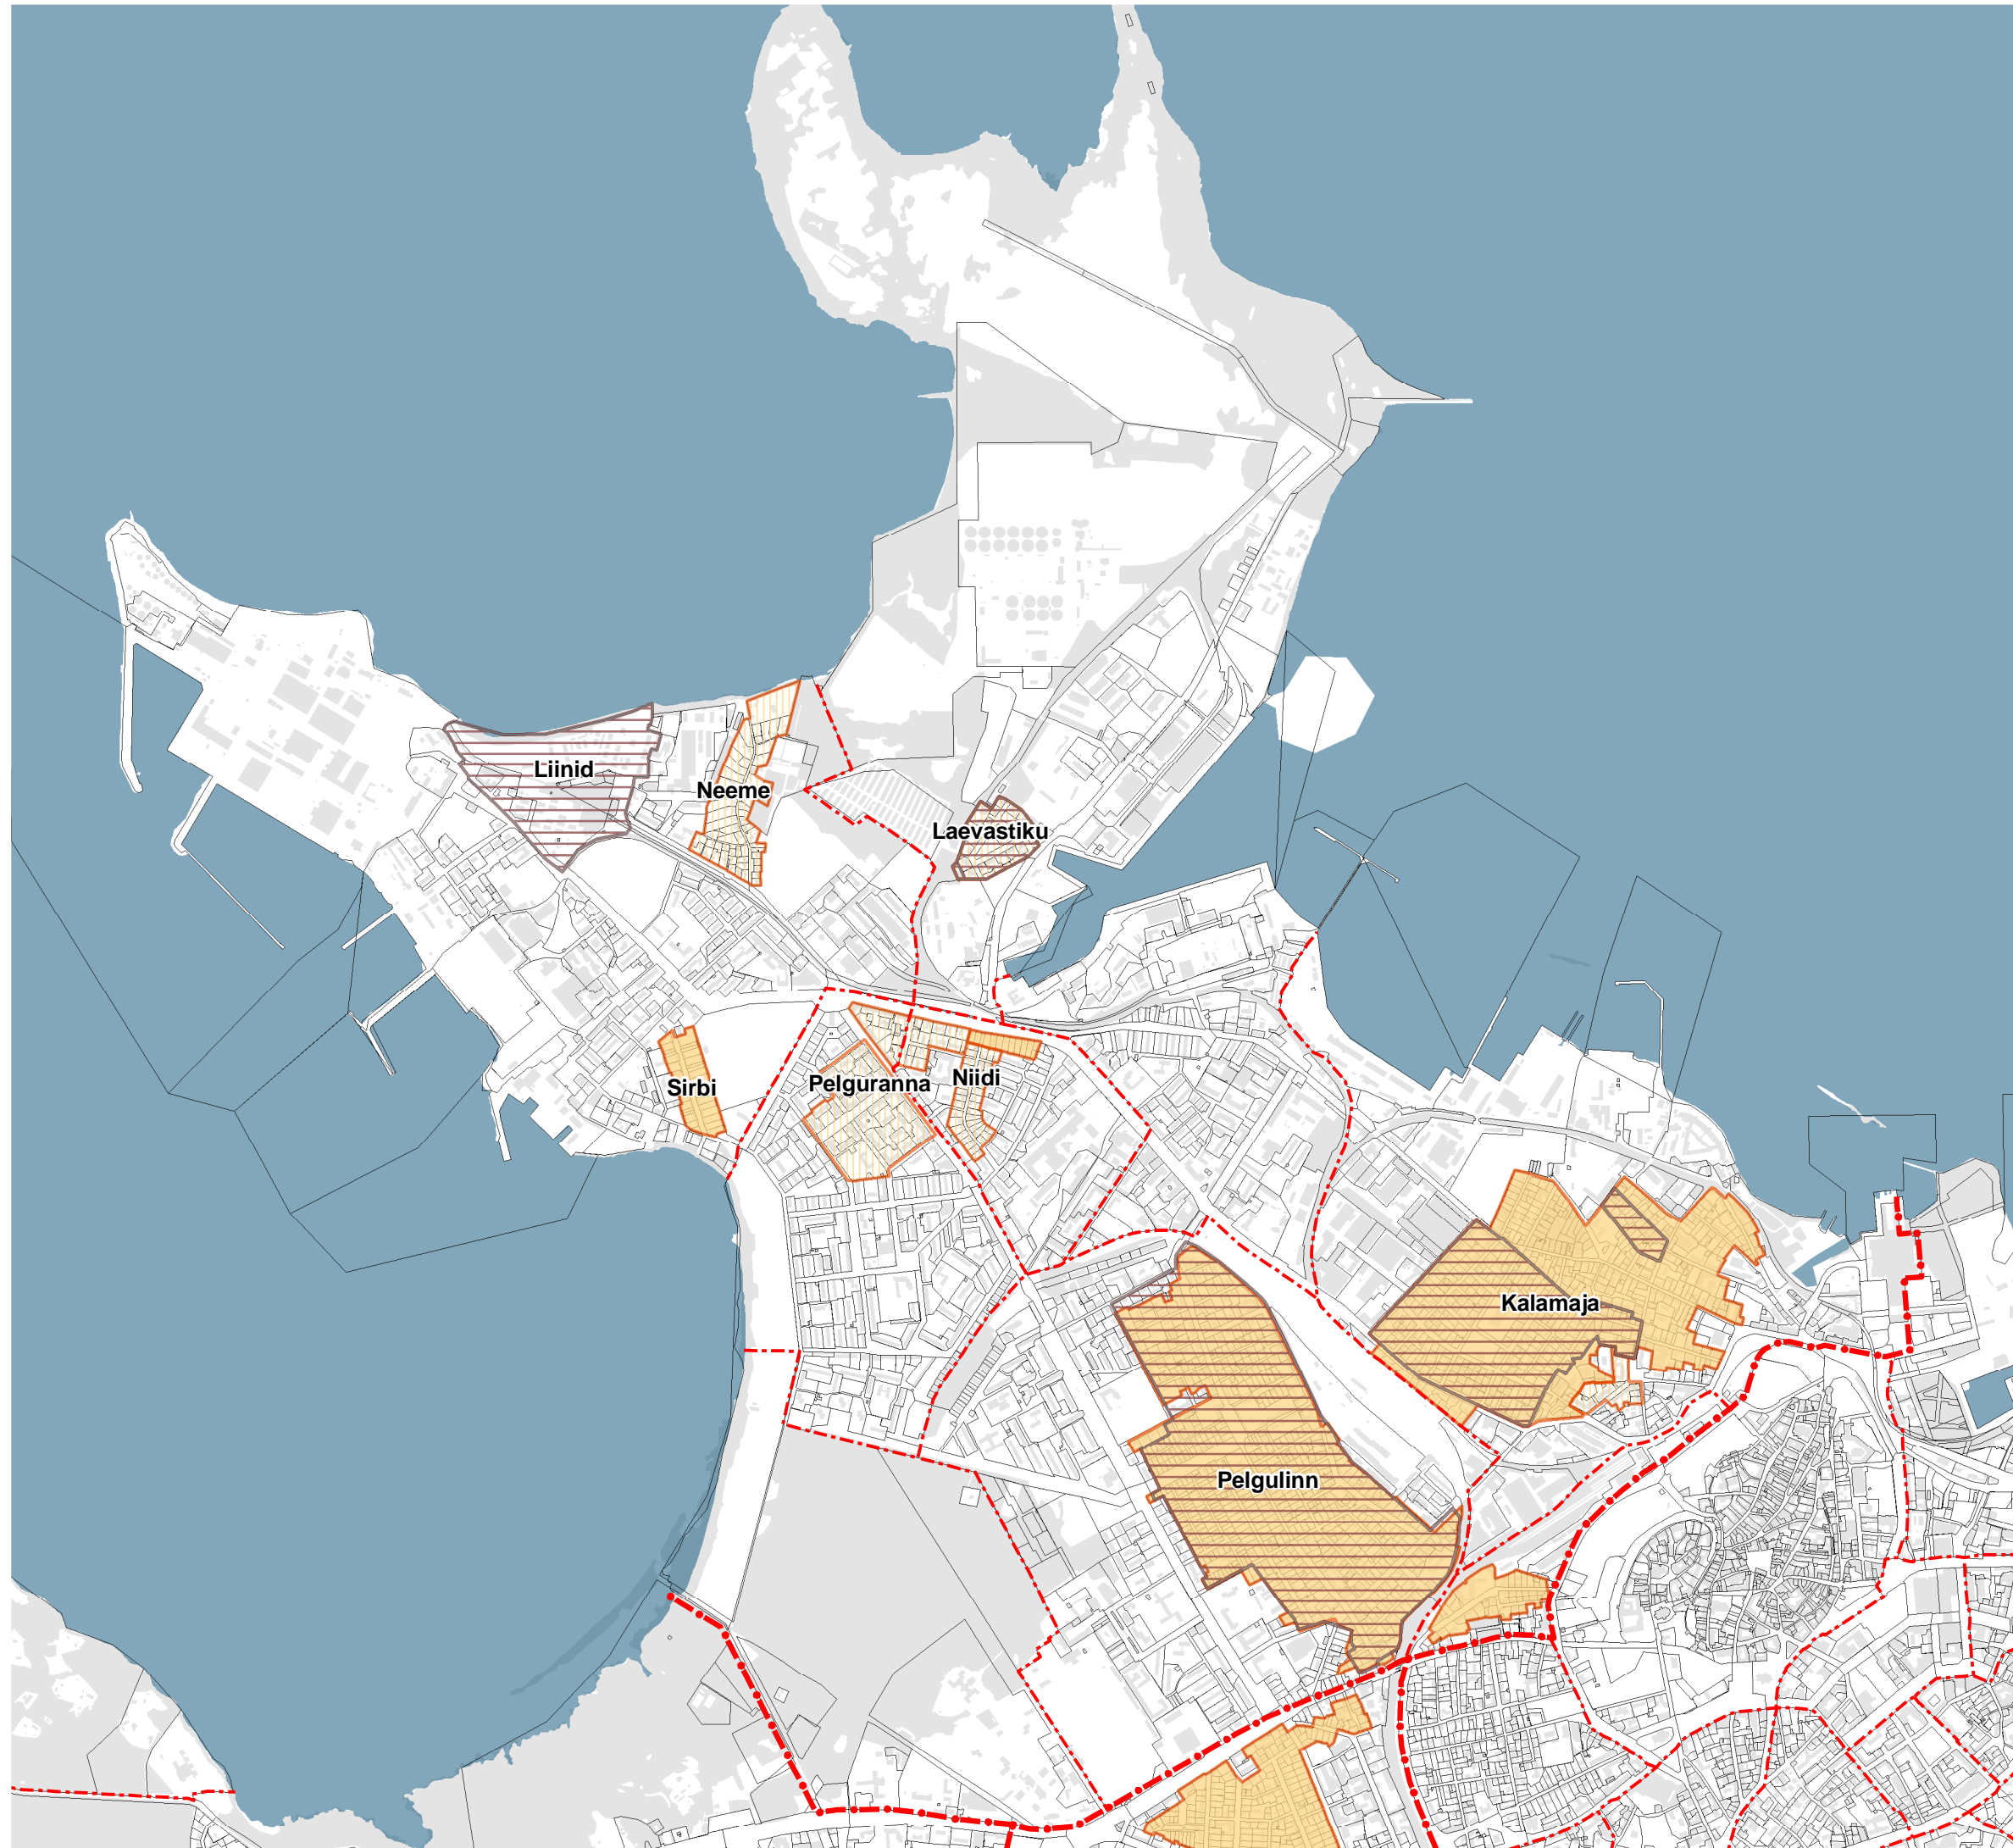 Liinid
Neeme
Laevastiku
Sirbi
Pelguranna
Niidi
Kalamaja
Pelgulinn